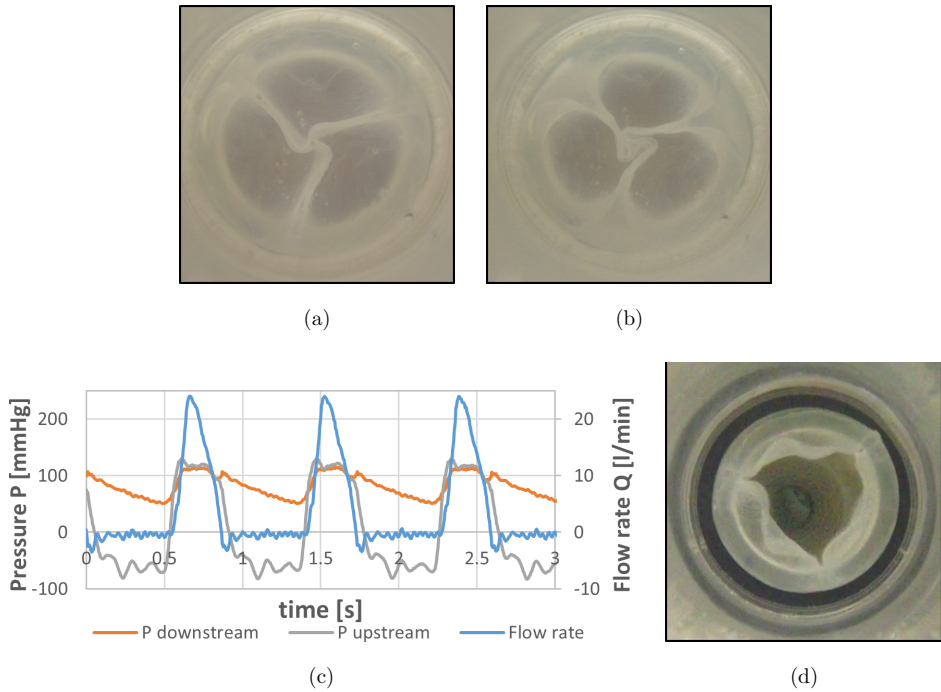 (a)
(b)
Pressure P [mmHg]
200
100
0
-100
20
10
0
-10
Flow rate Q [l/min]
0
0.5
1
1.5
2
2.5
3
time [s]
P downstream
P upstream
Flow rate
(c)
(d)